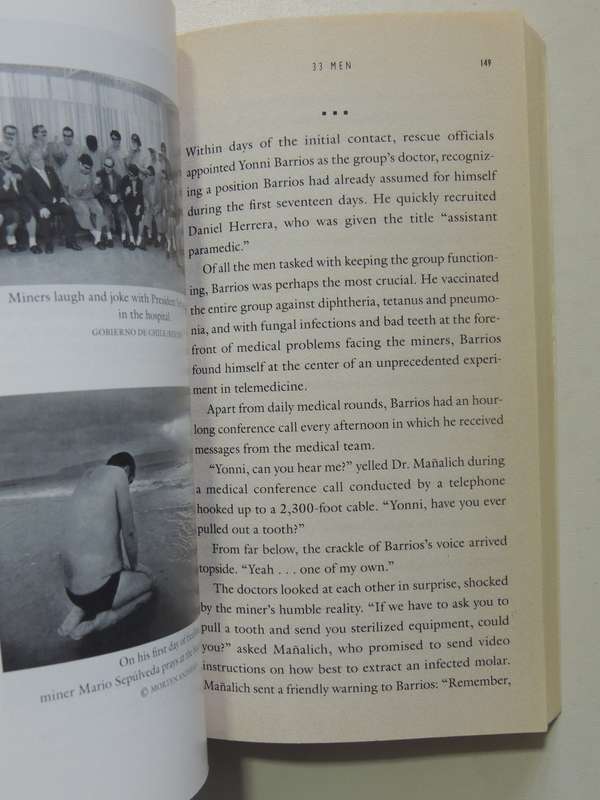 Miners laugh and joke with President
in the hospital.
GOBIERNO DE CHILE
On his first day of
miner Mario Sepúlveda prays at the
©
33 MEN
149
Within days of the initial contact, rescue officials
appointed Yonni Barrios as the group's doctor, recogniz-
ing a position Barrios had already assumed for himself
during the first seventeen days. He quickly recruited
Daniel Herrera, who was given the title “assistant
paramedic.”
Of all the men tasked with keeping the group function-
ing, Barrios was perhaps the most crucial. He vaccinated
the entire group against diphtheria, tetanus and pneumo-
nia, and with fungal infections and bad teeth at the fore-
front of medical problems facing the miners, Barrios
found himself at the center of an unprecedented experi-
ment in telemedicine.
Apart from daily medical rounds, Barrios had an hour-
long conference call every afternoon in which he received
messages from the medical team.
“Yonni, can you hear me?” yelled Dr. Mañalich during
a medical conference call conducted by a telephone
hooked up to a 2,300-foot cable. “Yonni, have you ever
pulled out a tooth?”
From far below, the crackle of Barrios's voice arrived
topside. “Yeah . . . one of my own.”
The doctors looked at each other in surprise, shocked
by the miner's humble reality. “If we have to ask you to
pull a tooth and send you sterilized equipment, could
you?” asked Mañalich, who promised to send video
instructions on how best to extract an infected molar.
Mañalich sent a friendly warning to Barrios: “Remember,